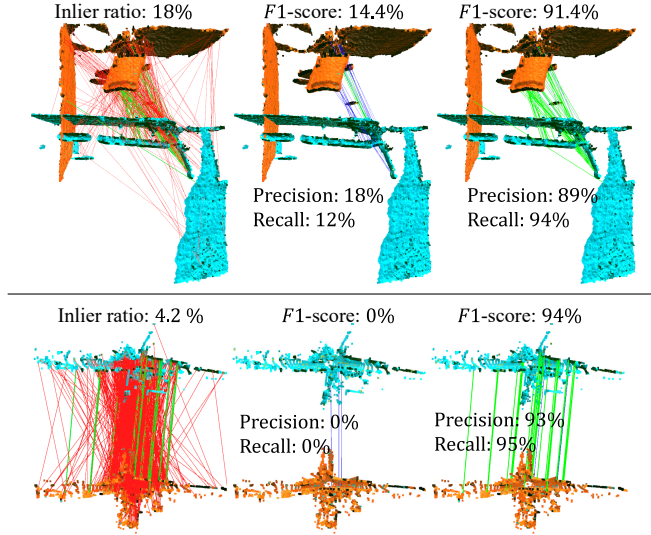 Inlier ratio: 18%
F1-score: 14.4%
F1-score: 91.4%
Precision: 18%
Recall: 12%
Precision: 89%
Recall: 94%
Inlier ratio: 4.2 %
F1-score: 0%
F1-score: 94%
Precision: 0%
Recall: 0%
Precision: 93%
Recall: 95%